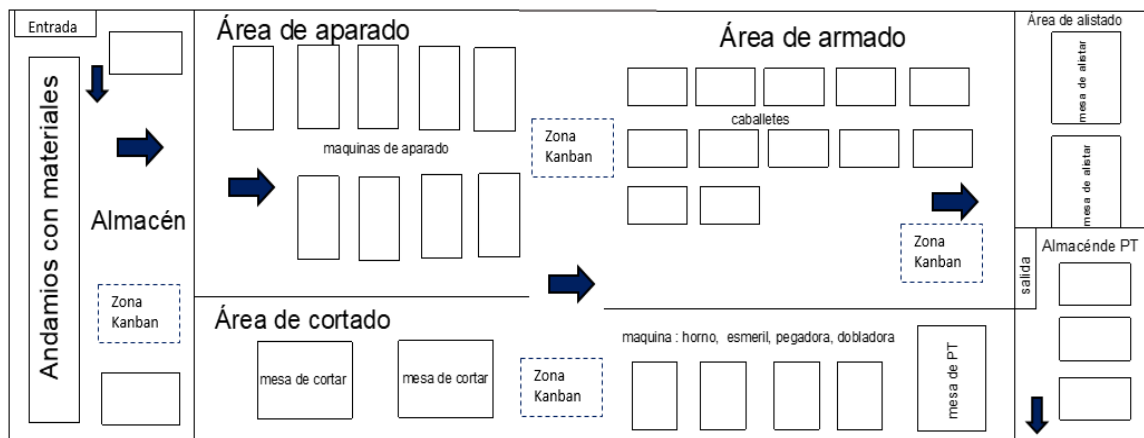 Entrada
Andamios con materiales
Almacén
Zona
Kanban
Área de aparado
maquinas de aparado
Zona
Kanban
Área de cortado
mesa de cortar
mesa de cortar
Zona
Kanban
Área de armado
caballetes
Zona
Kanban
maquina : horno, esmeril, pegadora, dobladora
mesa de PT
Área de alistado
mesa de alistar
mesa de alistar
salida
Almacénde PT